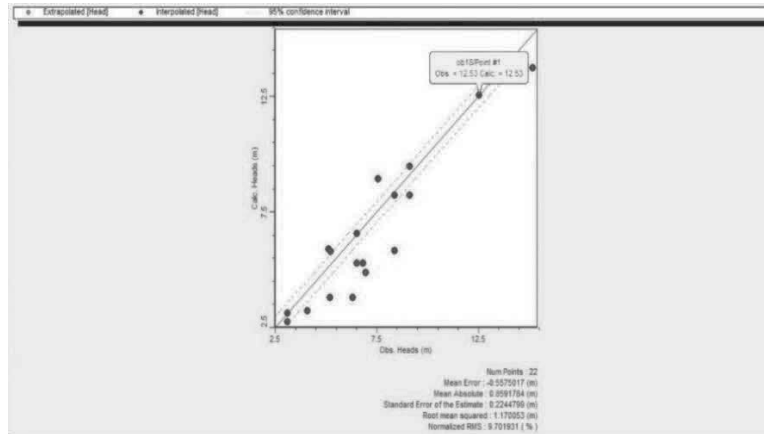 Extrapolated [Head] Interpolated [Head] 95% confidence interval
ob18/Point #1
Obs. = 12.53 Calc. = 12.53
12.5
7.5
2.5
Calc. Heads (m)
2.5 7.5 12.5
Obs. Heads (m)
Num Points : 22
Mean Error : -0.5575017 (m)
Mean Absolute : 0.8591784 (m)
Standard Error of the Estimate : 0.2244799 (m)
Root mean squared : 1.170053 (m)
Normalized RMS : 9.701931 ( % )